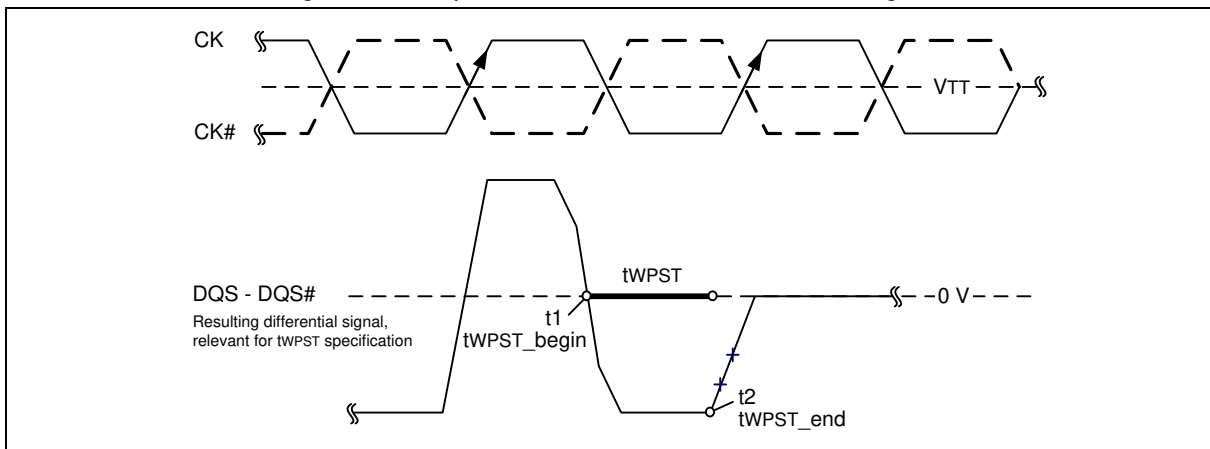 CK
VTT
CK#
tWPST
DQS - DQS#
0 V
Resulting differential signal,
relevant for tWPST specification
t1
tWPST_begin
t2
tWPST_end